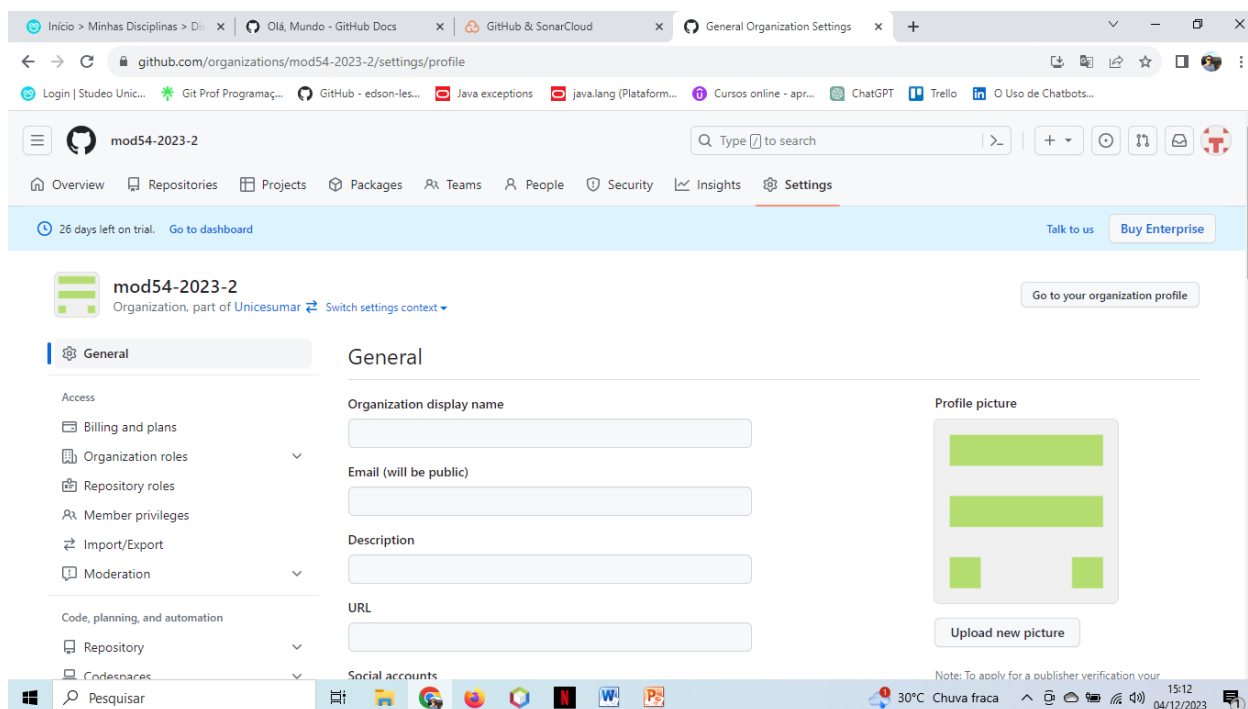 Início > Minhas Disciplinas > Dis
Olá, Mundo - GitHub Docs
GitHub & SonarCloud
General Organization Settings
github.com/organizations/mod54-2023-2/settings/profile
Login | Studeo Unic...
Git Prof Programaç...
GitHub - edson-les...
Java exceptions
java.lang (Plataform...
Cursos online - apr...
ChatGPT
Trello
O Uso de Chatbots...
mod54-2023-2
Type / to search
Overview
Repositories
Projects
Packages
Teams
People
Security
Insights
Settings
26 days left on trial. Go to dashboard
Talk to us
Buy Enterprise
mod54-2023-2
Organization, part of Unicesumar Switch settings context
Go to your organization profile
General
Access
Billing and plans
Organization roles
Repository roles
Member privileges
Import/Export
Moderation
Code, planning, and automation
Repository
Codespaces
General
Organization display name
Email (will be public)
Description
URL
Social accounts
Profile picture
Upload new picture
Note: To apply for a publisher verification your
Pesquisar
30°C Chuva fraca
15:12
04/12/2023